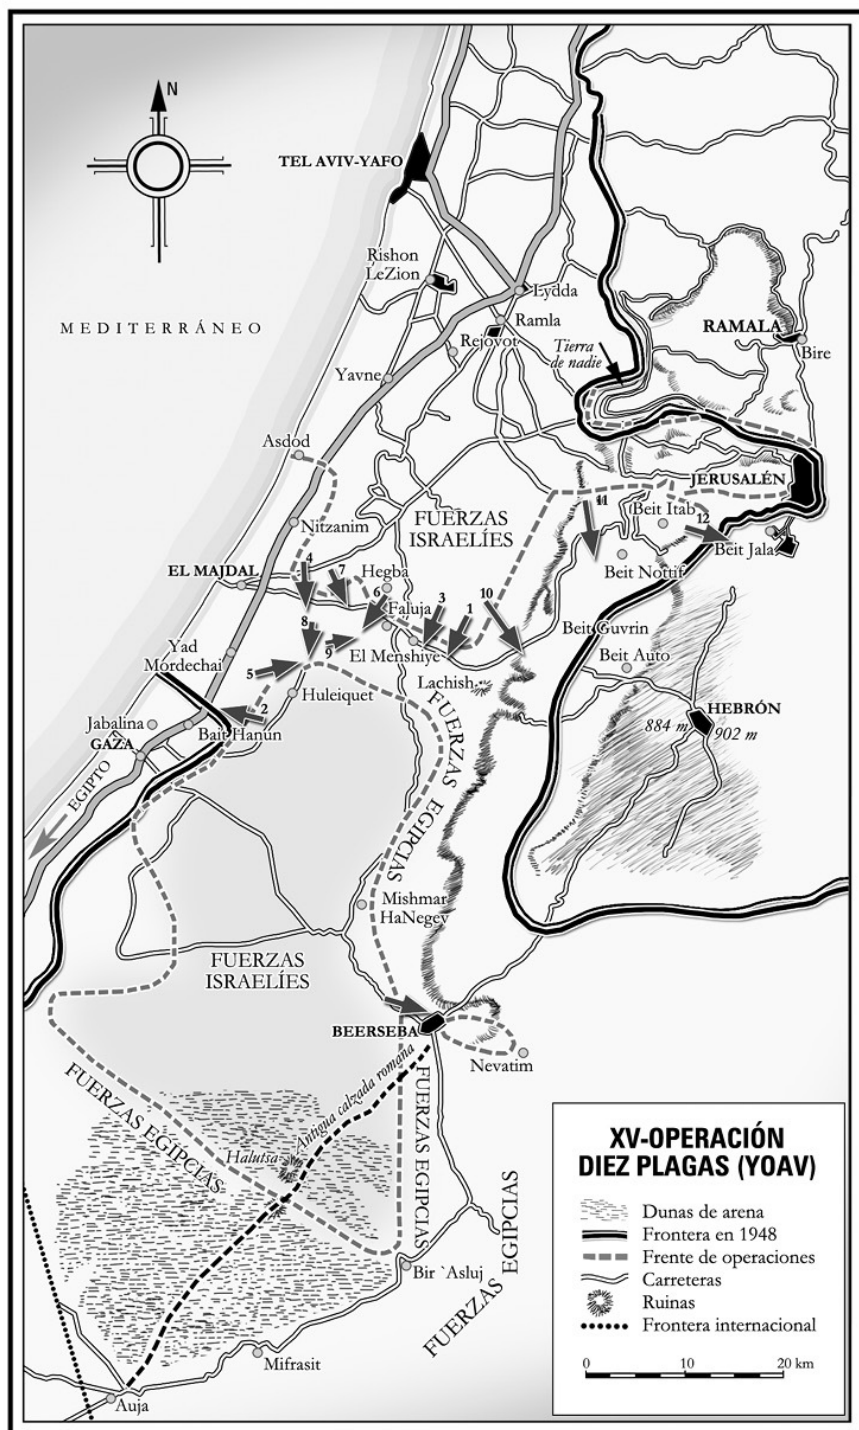 N
TEL AVIV-YAFO
Rishon
LeZion
Lydda
MEDITERRÁNEO
Ramla
RAMALA
Tierra
de nadie
Rejovot
Bire
Yavne
Asdod
JERUSALÉN
11
Nitzanim
FUERZAS
ISRAELÍES
Beit Itab
12
Beit Jala
4
7
EL MAJDAL
Hegba
Beit Nottif
6
3
1
10
Faluja
8
9
Yad
Mordechai
El Menshiye
Beit Guvrin
5
Lachish
Beit Auto
Huleiquet
2
HEBRÓN
884 m
902 m
Jabalina
Bait Hanún
GAZA
FUERZAS EGIPCIAS
EGIPTO
Mishmar
HaNegev
FUERZAS
ISRAELÍES
BEERSEBA
Nevatim
FUERZAS EGIPCIAS
Antigua calzada romana
Halutsa
FUERZAS EGIPCIAS
FUERZAS EGIPCIAS
Bir `Asluj
Mifrasit
Auja
XV-OPERACIÓN
DIEZ PLAGAS (YOAV)
Dunas de arena
Frontera en 1948
Frente de operaciones
Carreteras
Ruinas
Frontera internacional
0 10 20 km